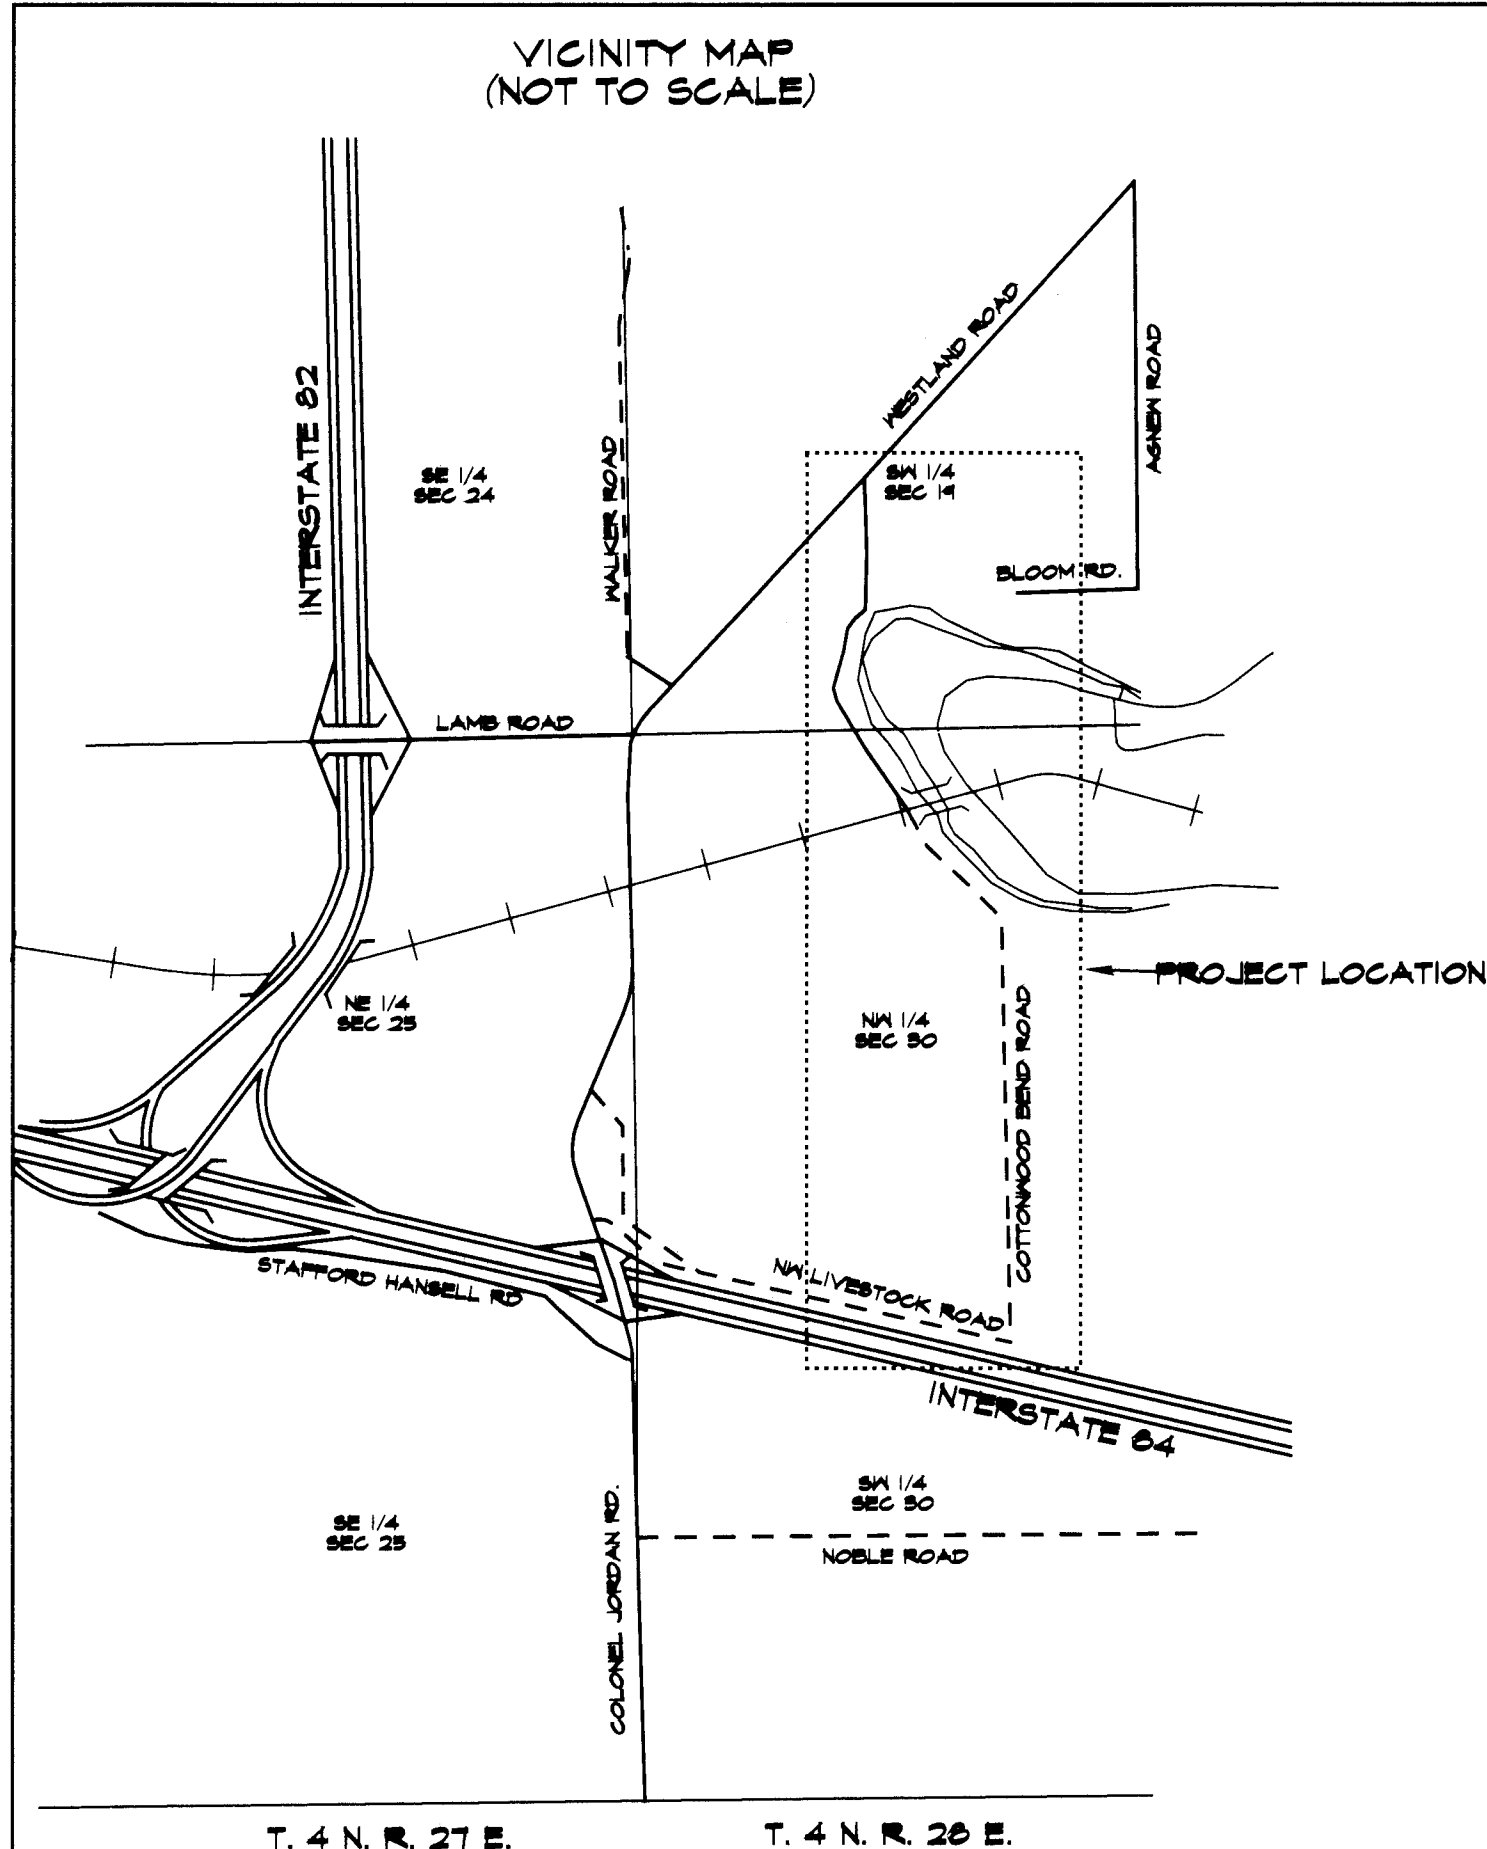 VICINITY MAP
(NOT TO SCALE)
INTERSTATE 82
SE 1/4
SEC 24
WALKER ROAD
WESTLAND ROAD
AGNEW ROAD
SW 1/4
SEC 19
BLOOM RD.
LAMB ROAD
NE 1/4
SEC 25
PROJECT LOCATION
NW 1/4
SEC 30
COTTONWOOD BEND ROAD
STAFFORD HANSELL RD
NW LIVESTOCK ROAD
INTERSTATE 84
SW 1/4
SEC 30
SE 1/4
SEC 25
COLONEL JORDAN RD.
NOBLE ROAD
T. 4 N. R. 27 E.
T. 4 N. R. 28 E.